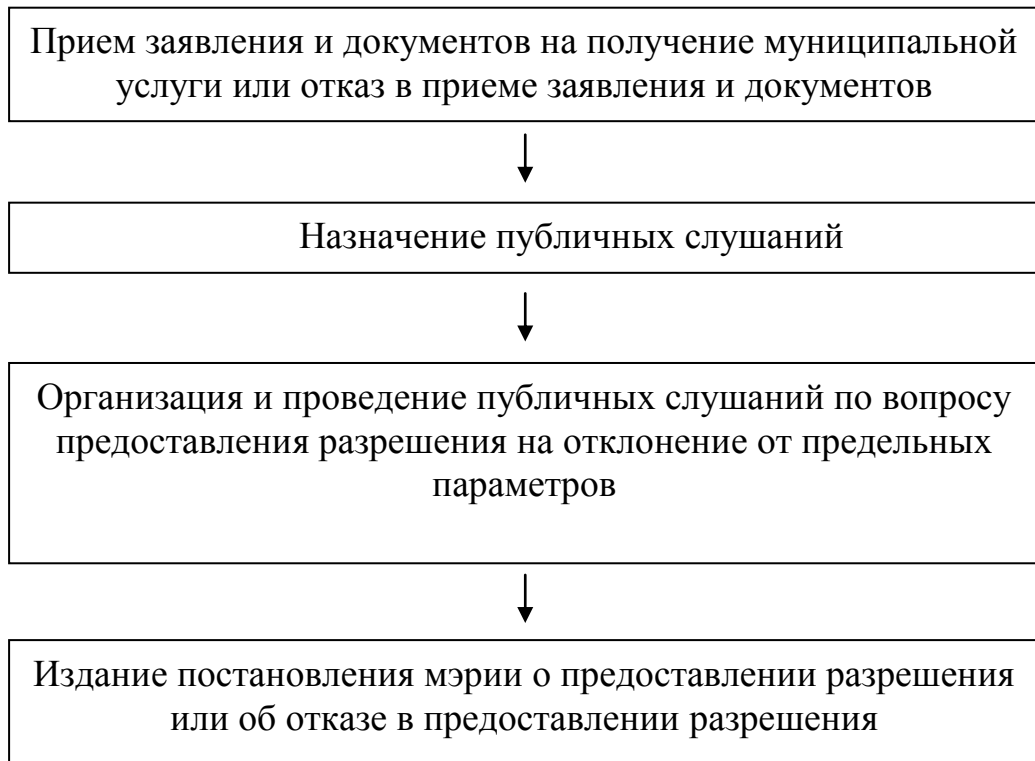 Прием заявления и документов на получение муниципальной
услуги или отказ в приеме заявления и документов
Назначение публичных слушаний
Организация и проведение публичных слушаний по вопросу
предоставления разрешения на отклонение от предельных
параметров
Издание постановления мэрии о предоставлении разрешения
или об отказе в предоставлении разрешения